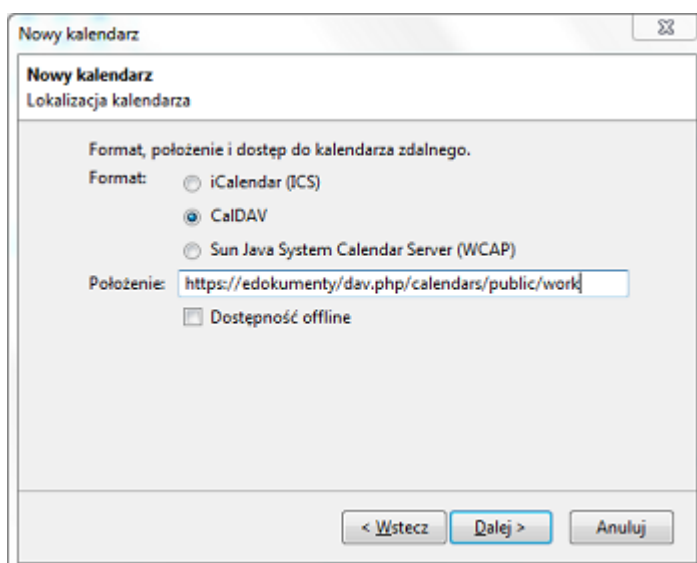 Nowy kalendarz
Nowy kalendarz
Lokalizacja kalendarza
Format, położenie i dostęp do kalendarza zdalnego.
Format:
iCalendar (ICS)
CalDAV
Sun Java System Calendar Server (WCAP)
Położenie: https://edokumenty/dav.php/calendars/public/work
Dostępność offline
< Wstecz Dalej > Anuluj